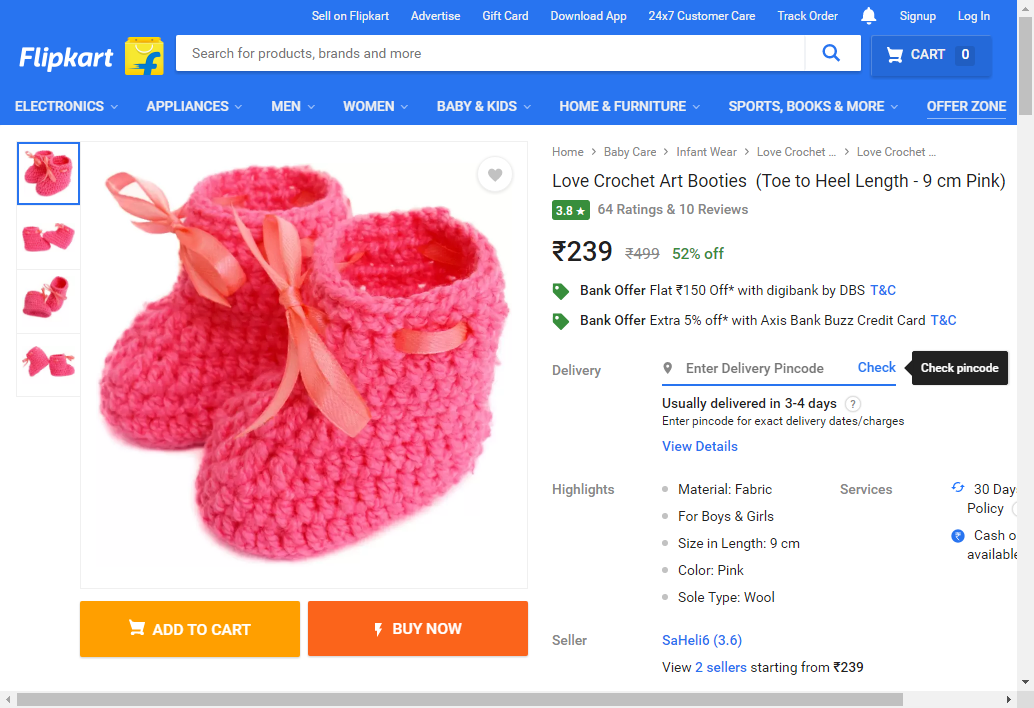 Sell on Flipkart Advertise Gift Card Download App 24x7 Customer Care Track Order Signup Log In
Flipkart Search for products, brands and more CART 0
ELECTRONICS APPLIANCES MEN WOMEN BABY & KIDS HOME & FURNITURE SPORTS, BOOKS & MORE OFFER ZONE
Home > Baby Care > Infant Wear > Love Crochet ... > Love Crochet ...
Love Crochet Art Booties (Toe to Heel Length - 9 cm Pink)
3.8 ★ 64 Ratings & 10 Reviews
₹239 ₹499 52% off
Bank Offer Flat ₹150 Off* with digibank by DBS T&C
Bank Offer Extra 5% off* with Axis Bank Buzz Credit Card T&C
Delivery Enter Delivery Pincode Check Check pincode
Usually delivered in 3-4 days ?
Enter pincode for exact delivery dates/charges
View Details
Highlights
Material: Fabric
For Boys & Girls
Size in Length: 9 cm
Color: Pink
Sole Type: Wool
Services
30 Day
Policy
Cash o
available
ADD TO CART BUY NOW
Seller SaHeli6 (3.6)
View 2 sellers starting from ₹239